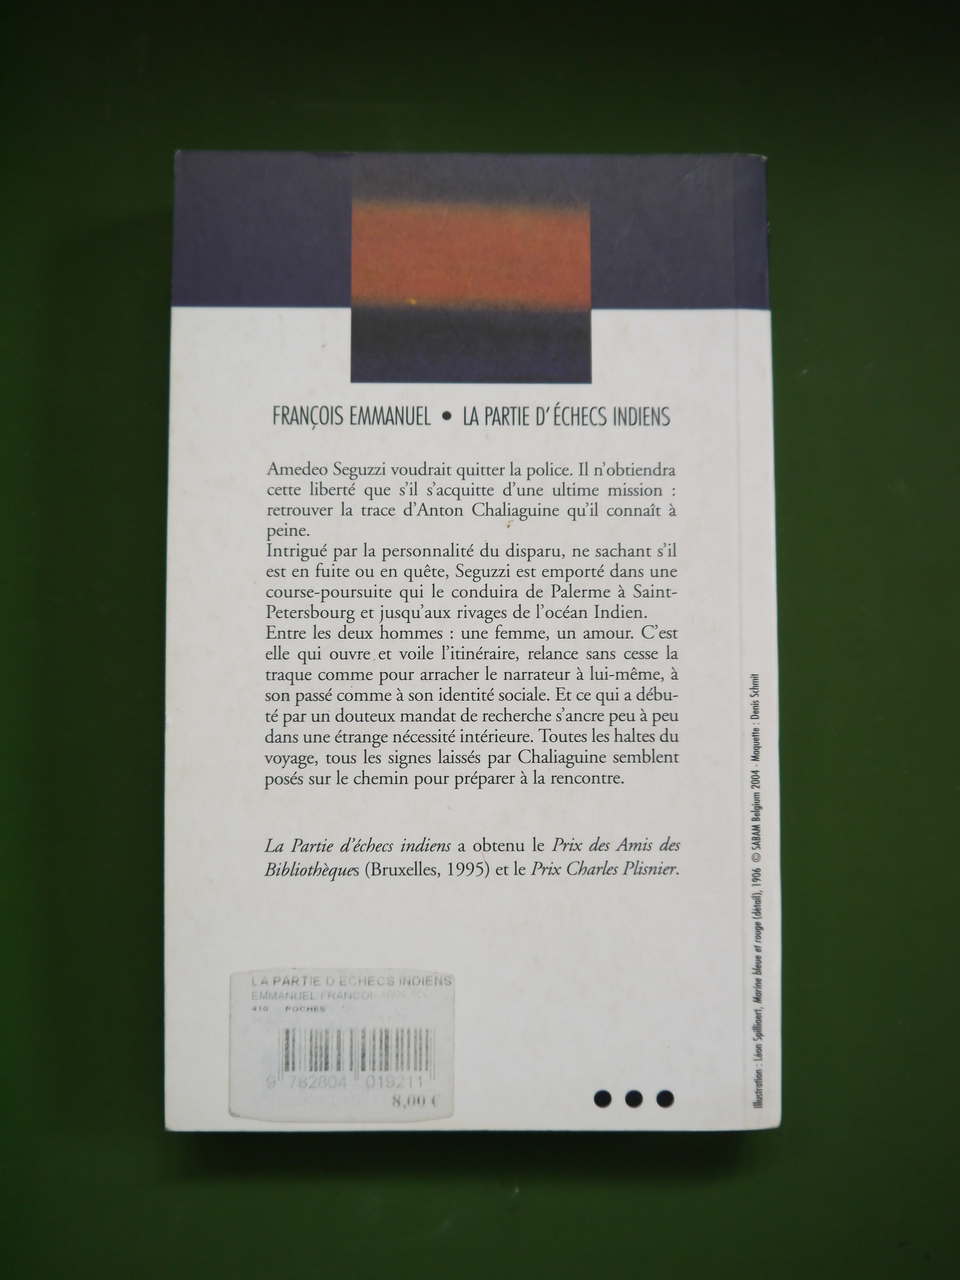 FRANÇOIS EMMANUEL • LA PARTIE D'ÉCHECS INDIENS
Amedeo Seguzzi voudrait quitter la police. Il n'obtiendra
cette liberté que s'il s'acquitte d'une ultime mission :
retrouver la trace d'Anton Chaliaguine qu'il connaît à
peine.
Intrigué par la personnalité du disparu, ne sachant s'il
est en fuite ou en quête, Seguzzi est emporté dans une
course-poursuite qui le conduira de Palerme à Saint-
Petersbourg et jusqu'aux rivages de l'océan Indien.
Entre les deux hommes : une femme, un amour. C'est
elle qui ouvre et voile l'itinéraire, relance sans cesse la
traque comme pour arracher le narrateur à lui-même, à
son passé comme à son identité sociale. Et ce qui a débu-
té par un douteux mandat de recherche s'ancre peu à peu
dans une étrange nécessité intérieure. Toutes les haltes du
voyage, tous les signes laissés par Chaliaguine semblent
posés sur le chemin pour préparer à la rencontre.
La Partie d'échecs indiens a obtenu le Prix des Amis des
Bibliothèques (Bruxelles, 1995) et le Prix Charles Plisnier.
LA PARTIE D ECHECS INDIENS
EMMANUEL FRANCOI
410 POCHES
9 782804 019211
8,00 €
Illustration : Léon Spilliaert, Marine bleue et rouge (détail), 1906 © SABAM Belgium 2004 - Maquette : Denis Schmit